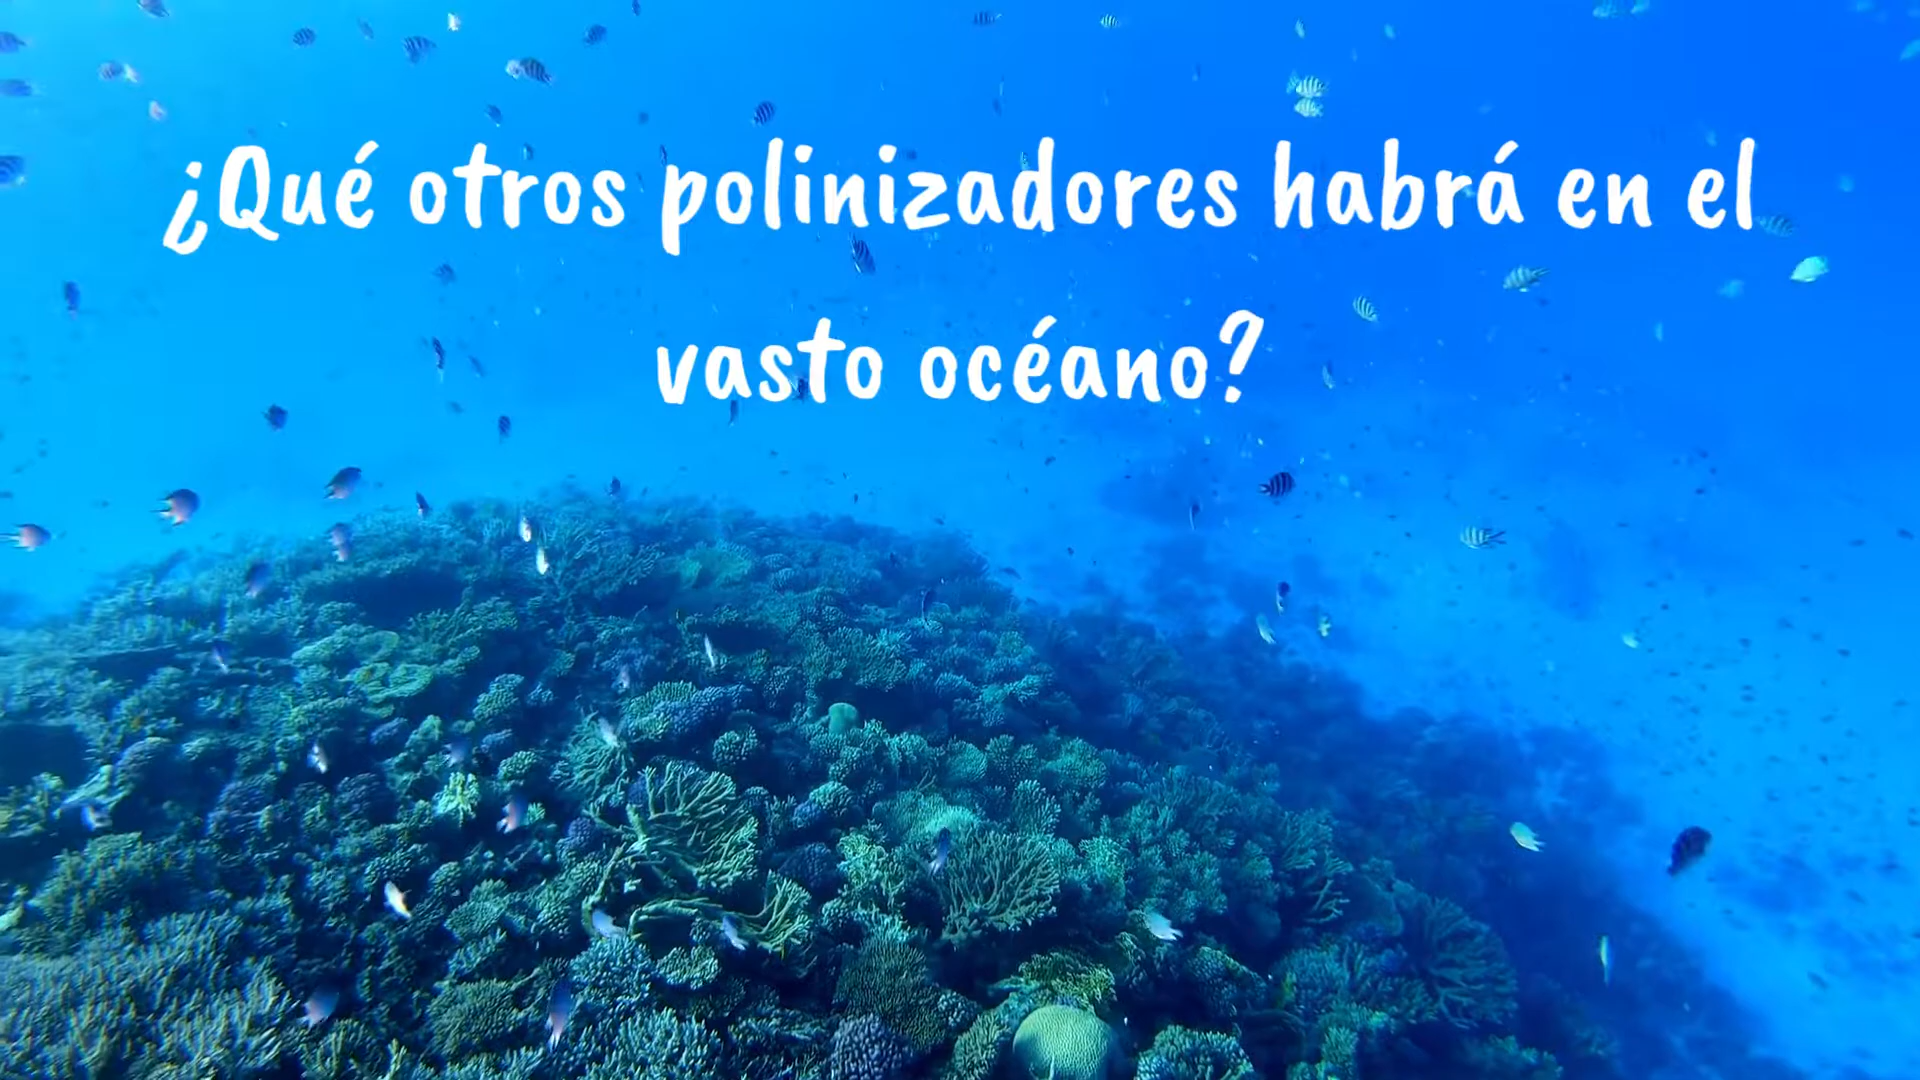 ¿Qué otros polinizadores habrá en el
vasto océano?